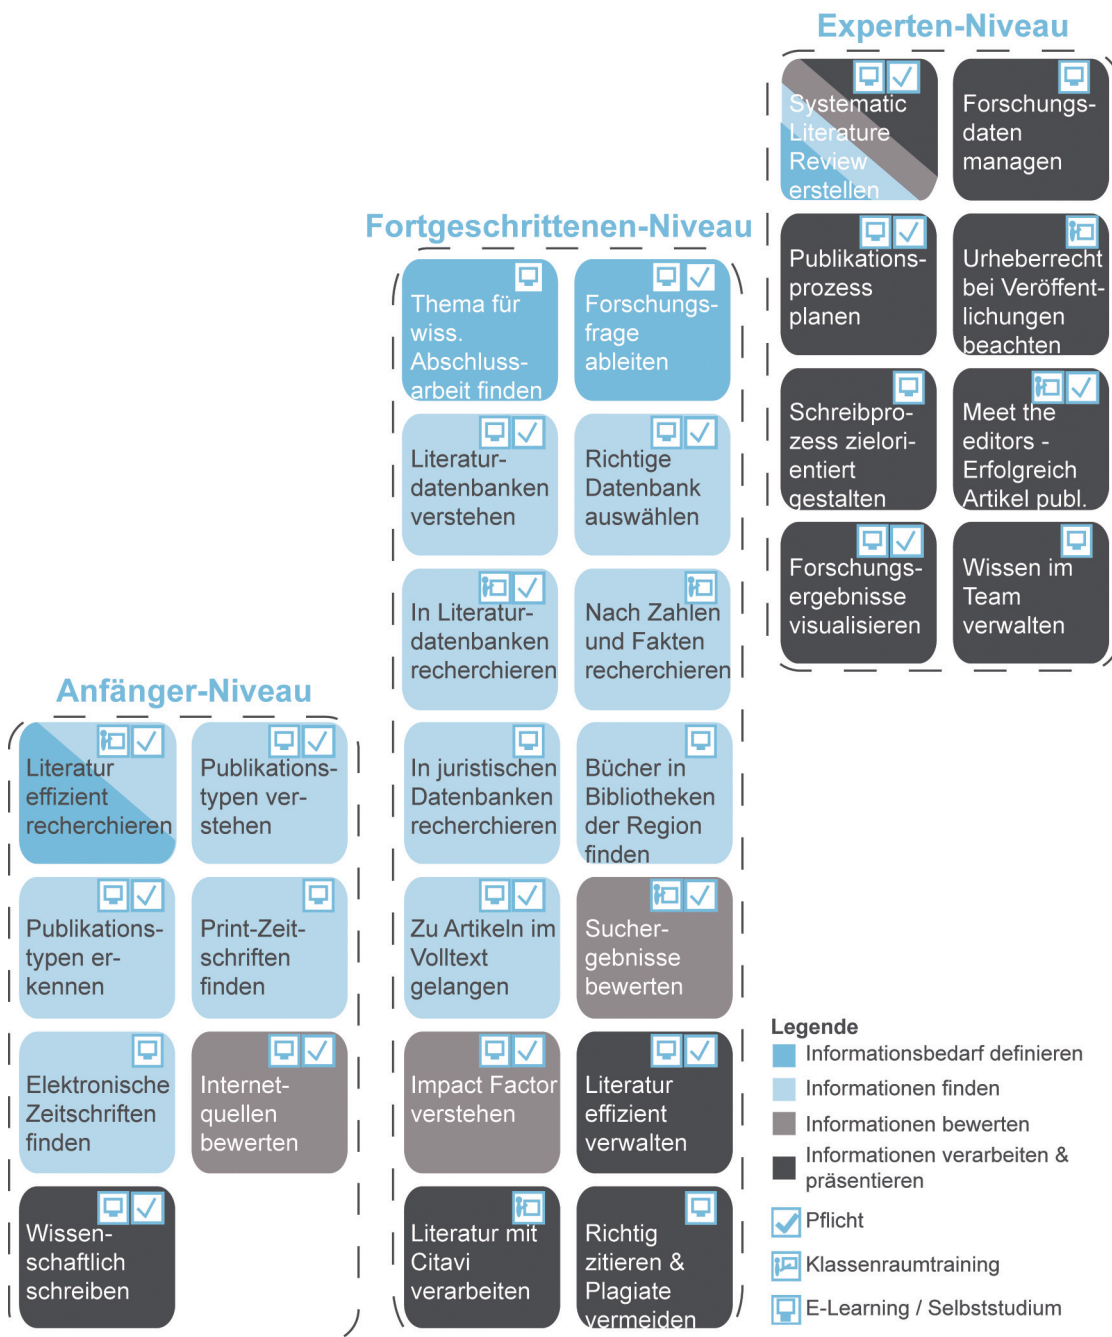 Experten-Niveau
Systematic
Literature
Review
erstellen
Forschungs-
daten
managen
Publikations-
prozess
planen
Urheberrecht
bei Veröffent-
lichungen
beachten
Schreibpro-
zess zielori-
entiert
gestalten
Meet the
editors -
Erfolgreich
Artikel publ.
Forschungs-
ergebnisse
visualisieren
Wissen im
Team
verwalten
Fortgeschrittenen-Niveau
Thema für
wiss.
Abschluss-
arbeit finden
Forschungs-
frage
ableiten
Literatur-
datenbanken
verstehen
Richtige
Datenbank
auswählen
In Literatur-
datenbanken
recherchieren
Nach Zahlen
und Fakten
recherchieren
In juristischen
Datenbanken
recherchieren
Bücher in
Bibliotheken
der Region
finden
Zu Artikeln im
Volltext
gelangen
Sucher-
gebnisse
bewerten
Impact Factor
verstehen
Literatur
effizient
verwalten
Literatur mit
Citavi
verarbeiten
Richtig
zitieren &
Plagiate
vermeiden
Anfänger-Niveau
Literatur
effizient
recherchieren
Publikations-
typen ver-
stehen
Publikations-
typen er-
kennen
Print-Zeit-
schriften
finden
Elektronische
Zeitschriften
finden
Internet-
quellen
bewerten
Wissen-
schaftlich
schreiben
Legende
Informationsbedarf definieren
Informationen finden
Informationen bewerten
Informationen verarbeiten &
präsentieren
Pflicht
Klassenraumtraining
E-Learning / Selbststudium